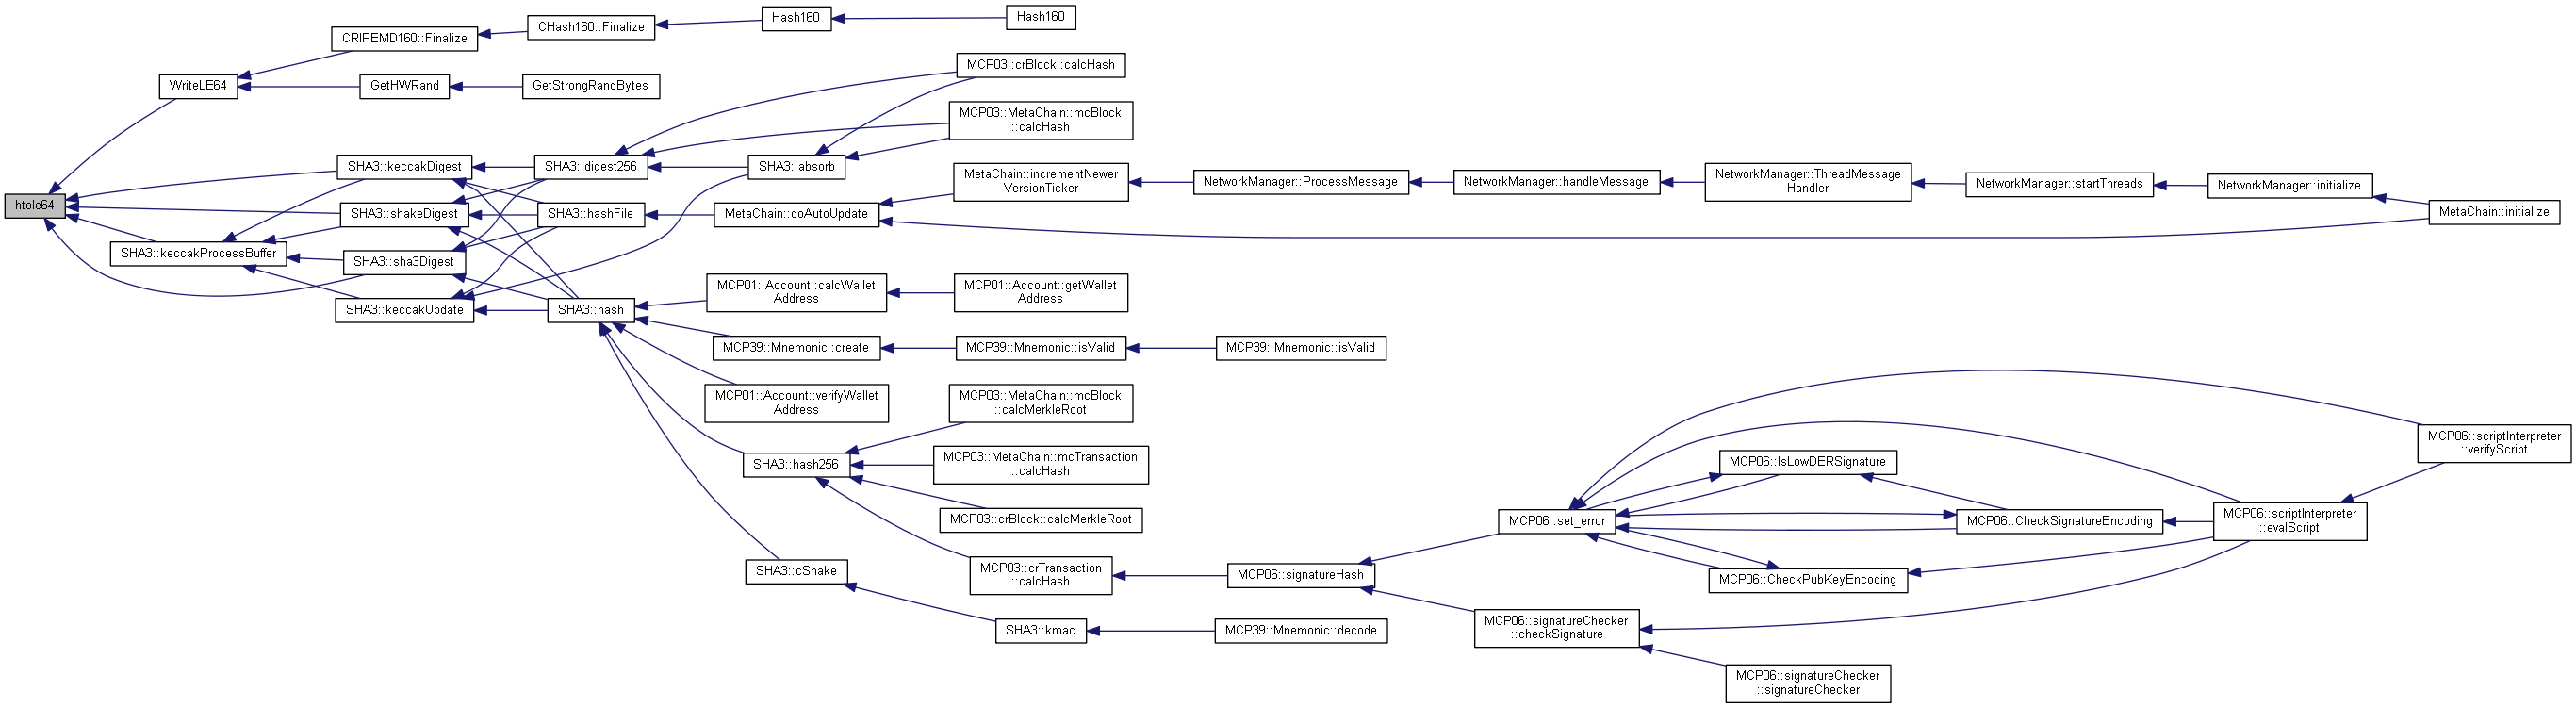 htole64
WriteLE64
CRIPEMD160::Finalize
CHash160::Finalize
Hash160
Hash160
GetHWRand
GetStrongRandBytes
SHA3::keccakProcessBuffer
SHA3::keccakDigest
SHA3::shakeDigest
SHA3::sha3Digest
SHA3::keccakUpdate
SHA3::digest256
SHA3::hashFile
SHA3::hash
SHA3::absorb
MCP03::crBlock::calcHash
MCP03::MetaChain::mcBlock
::calcHash
MetaChain::doAutoUpdate
MetaChain::incrementNewer
VersionTicker
NetworkManager::ProcessMessage
NetworkManager::handleMessage
NetworkManager::ThreadMessage
Handler
NetworkManager::startThreads
NetworkManager::initialize
MetaChain::initialize
MCP01::Account::calcWallet
Address
MCP01::Account::getWallet
Address
MCP39::Mnemonic::create
MCP39::Mnemonic::isValid
MCP39::Mnemonic::isValid
MCP01::Account::verifyWallet
Address
SHA3::hash256
MCP03::MetaChain::mcBlock
::calcMerkleRoot
MCP03::MetaChain::mcTransaction
::calcHash
MCP03::crBlock::calcMerkleRoot
MCP03::crTransaction
::calcHash
SHA3::cShake
SHA3::kmac
MCP39::Mnemonic::decode
MCP06::signatureHash
MCP06::set_error
MCP06::IsLowDERSignature
MCP06::CheckSignatureEncoding
MCP06::CheckPubKeyEncoding
MCP06::scriptInterpreter
::evalScript
MCP06::scriptInterpreter
::verifyScript
MCP06::signatureChecker
::checkSignature
MCP06::signatureChecker
::signatureChecker